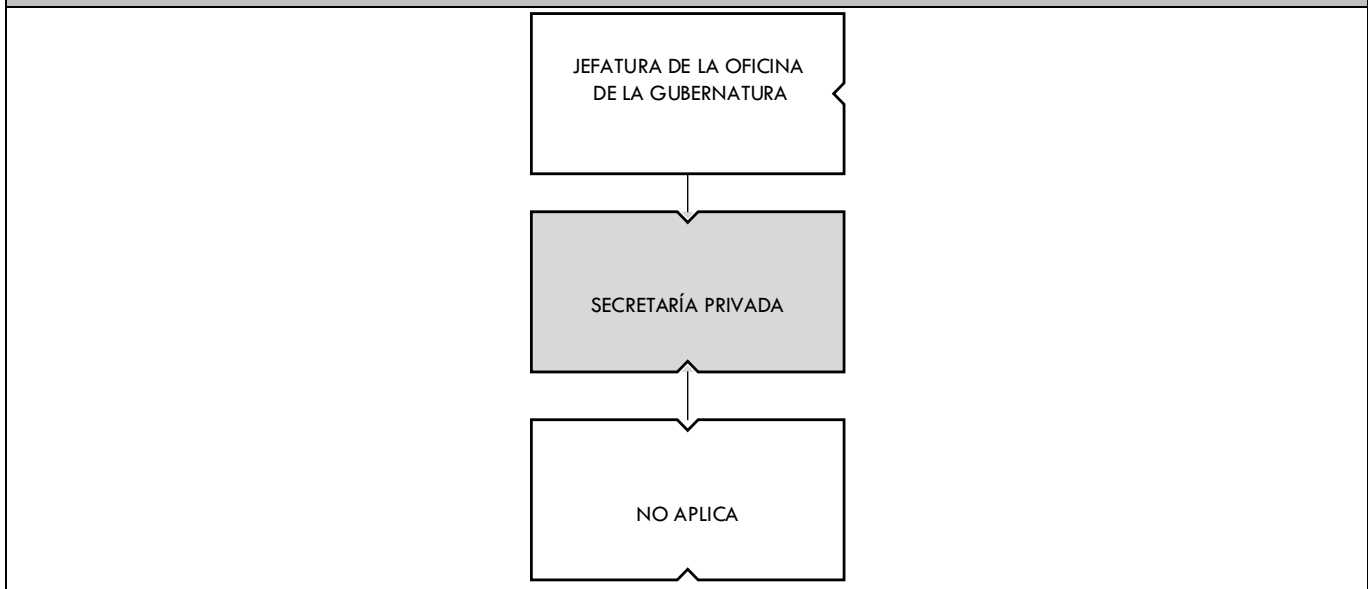 JEFATURA DE LA OFICINA
DE LA GUBERNATURA
SECRETARÍA PRIVADA
NO APLICA